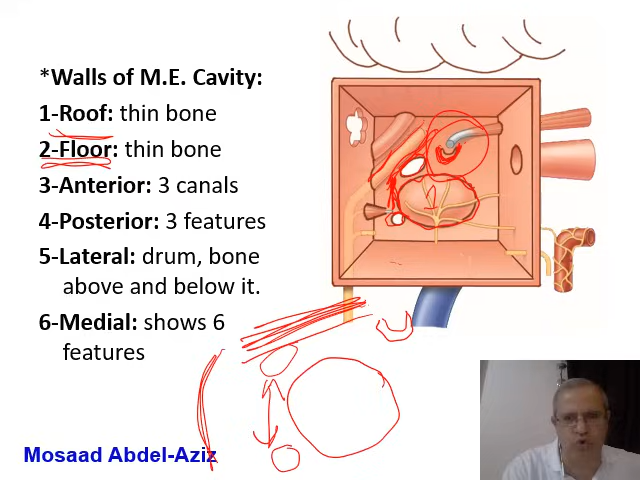 *Walls of M.E. Cavity:
1-Roof: thin bone
2-Floor: thin bone
3-Anterior: 3 canals
4-Posterior: 3 features
5-Lateral: drum, bone
above and below it.
6-Medial: shows 6
features
Mosaad Abdel-Aziz